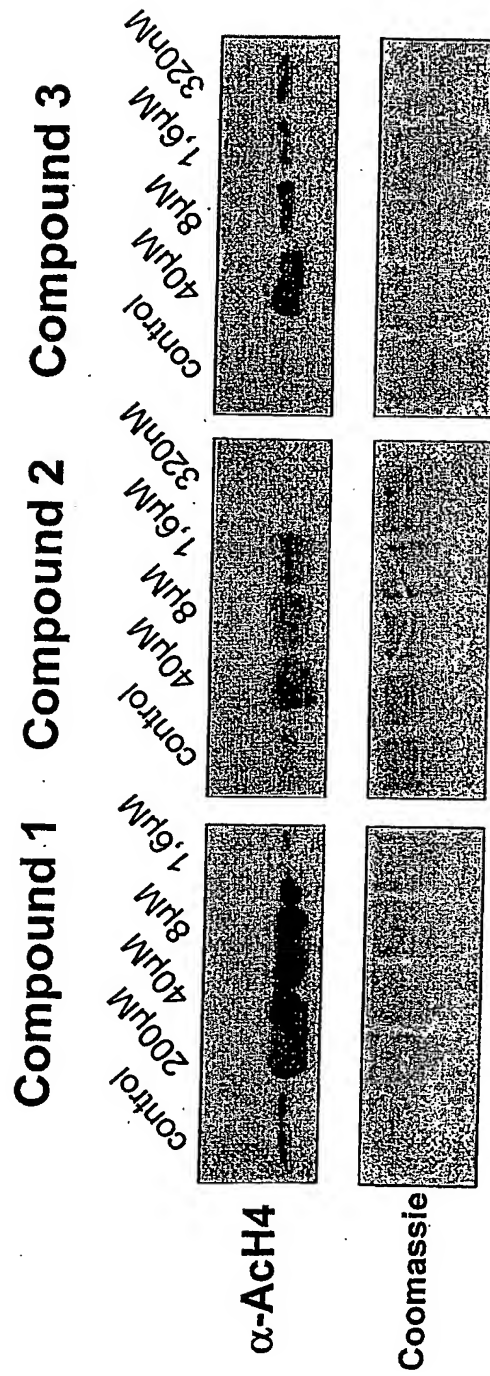 Compound 1 Compound 2 Compound 3
control 200µM 40µM 8µM 1,6µM control 40µM 8µM 1,6µM 320nM control 40µM 8µM 1,6µM 320nM
α-AcH4
Coomassie